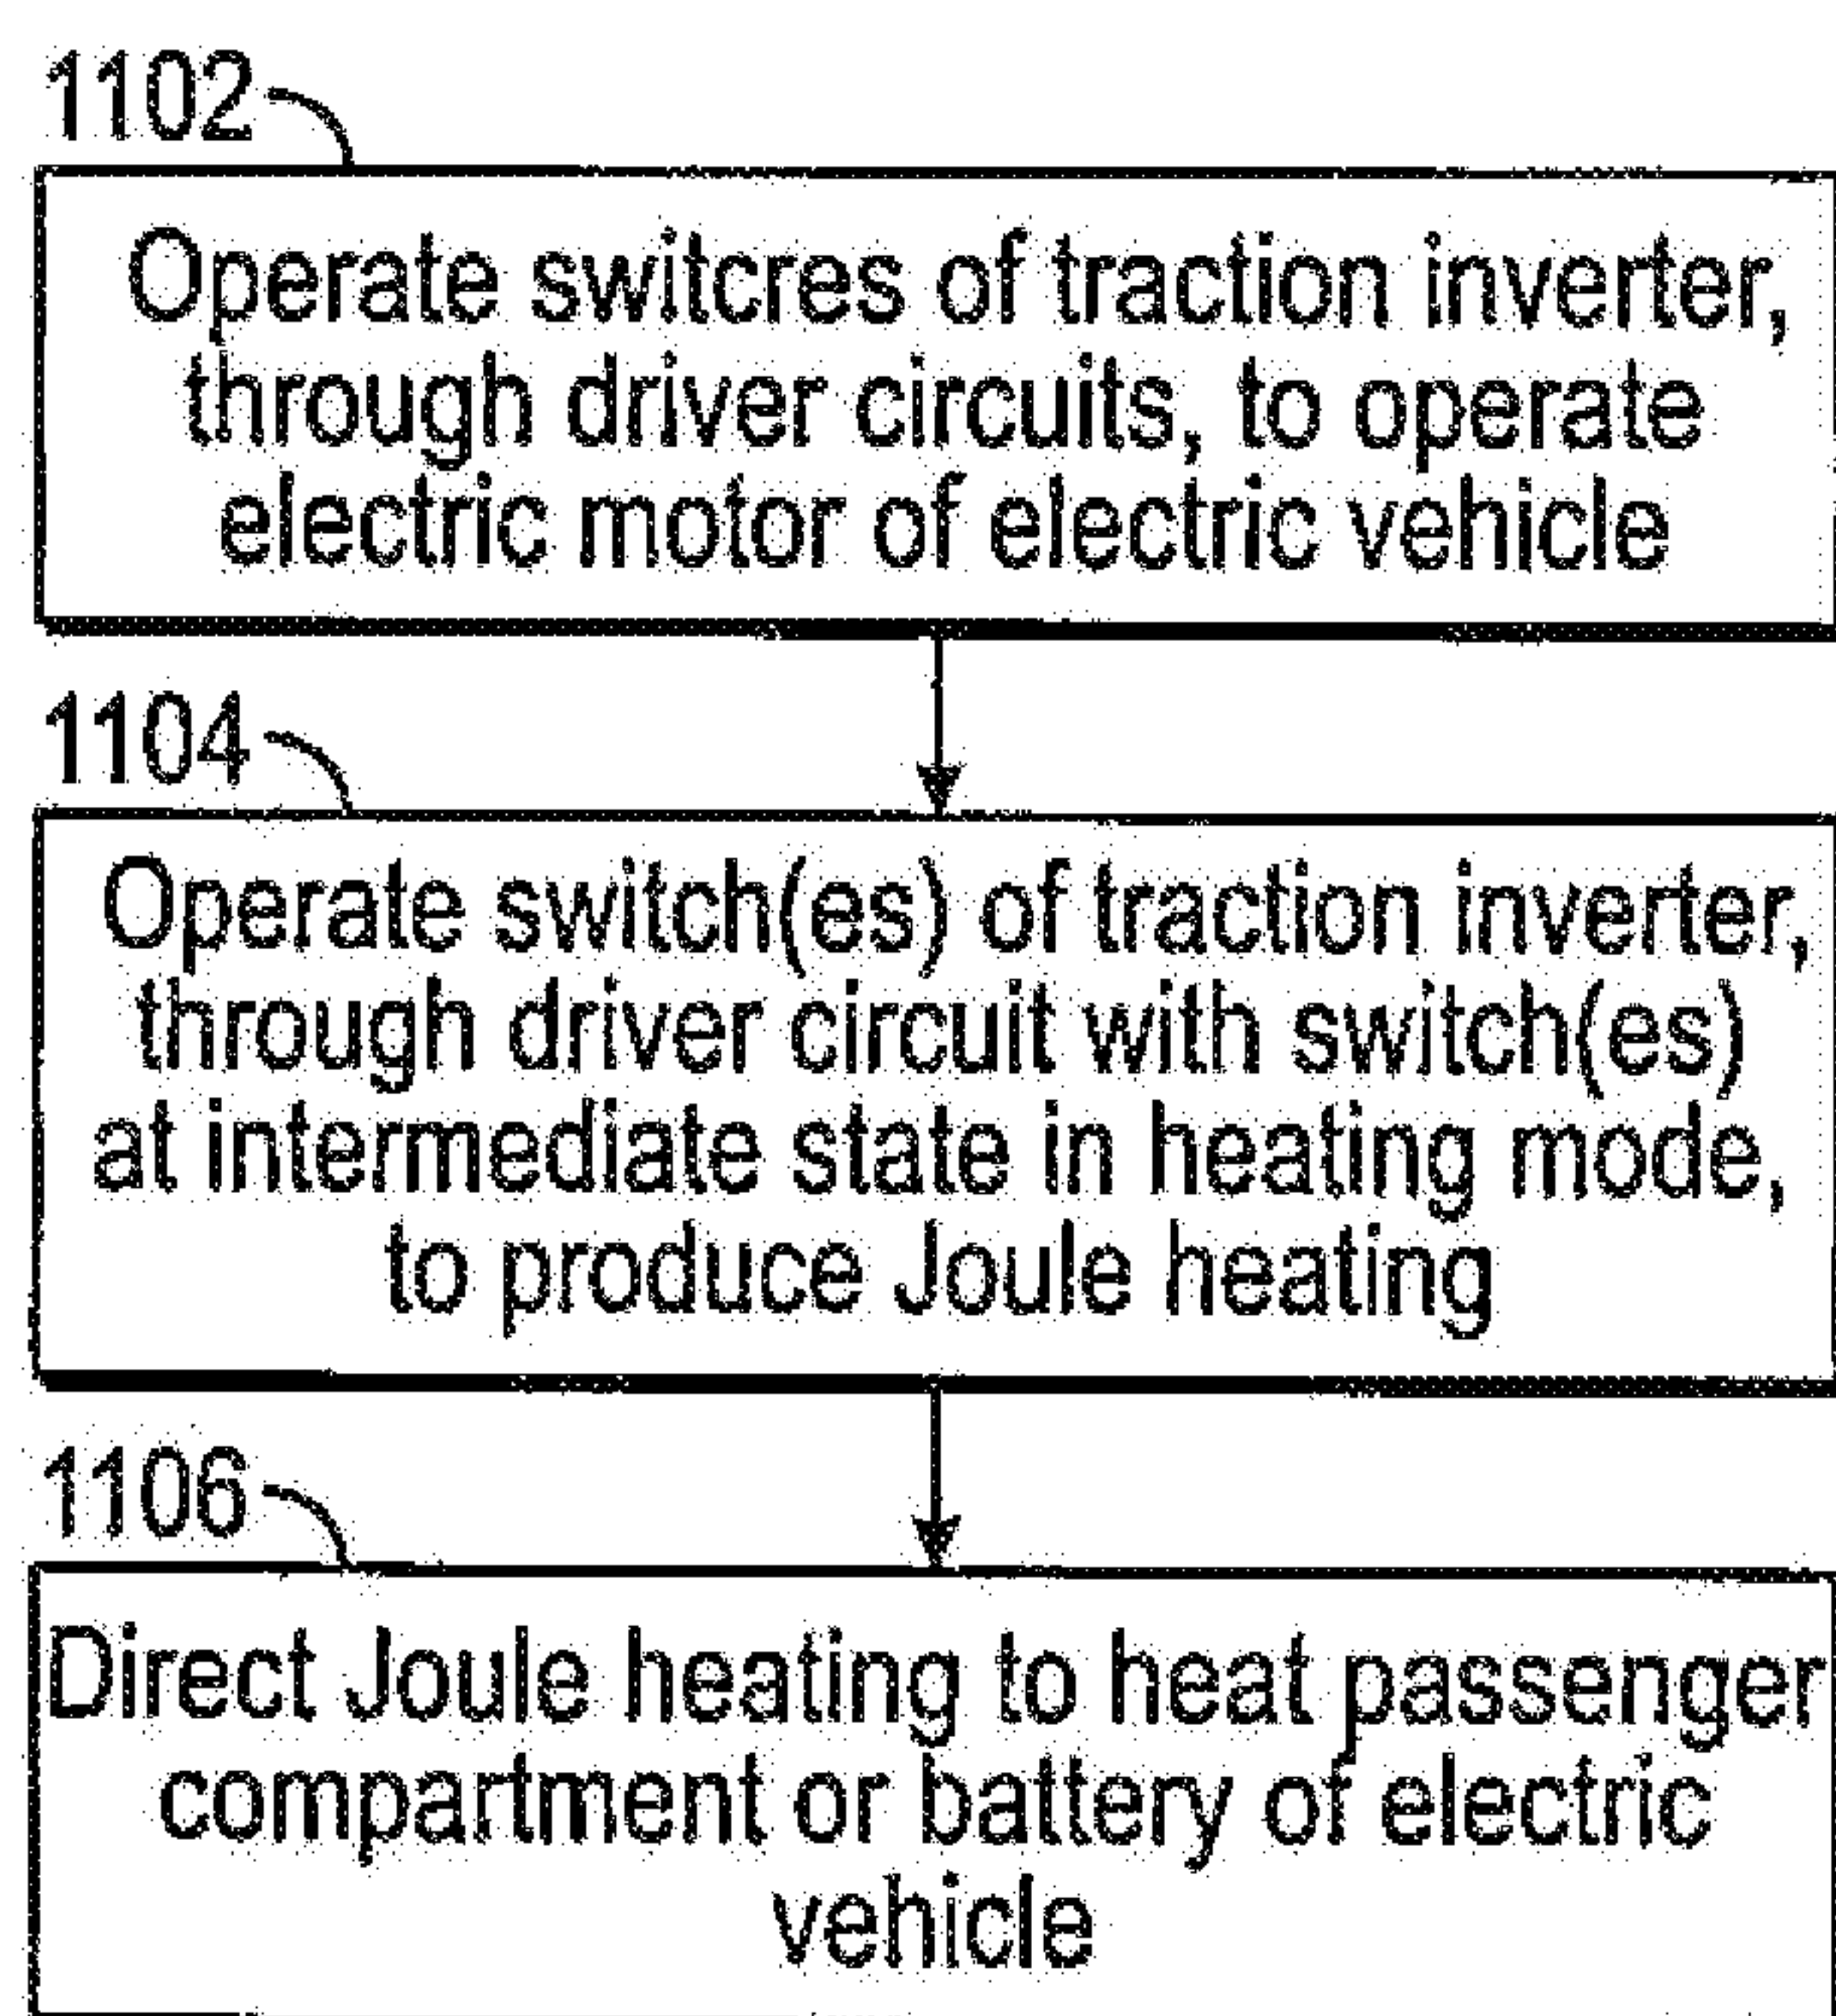 1102
Operate switcres of traction inverter,
through driver circuits, to operate
electric motor of electric vehicle
1104
Operate switch(es) of traction inverter,
through driver circuit with switch(es)
at intermediate state in heating mode,
to produce Joule heating
1106
Direct Joule heating to heat passenger
compartment or battery of electric
vehicle